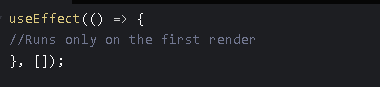 useEffect(() => {
//Runs only on the first render
}, []);